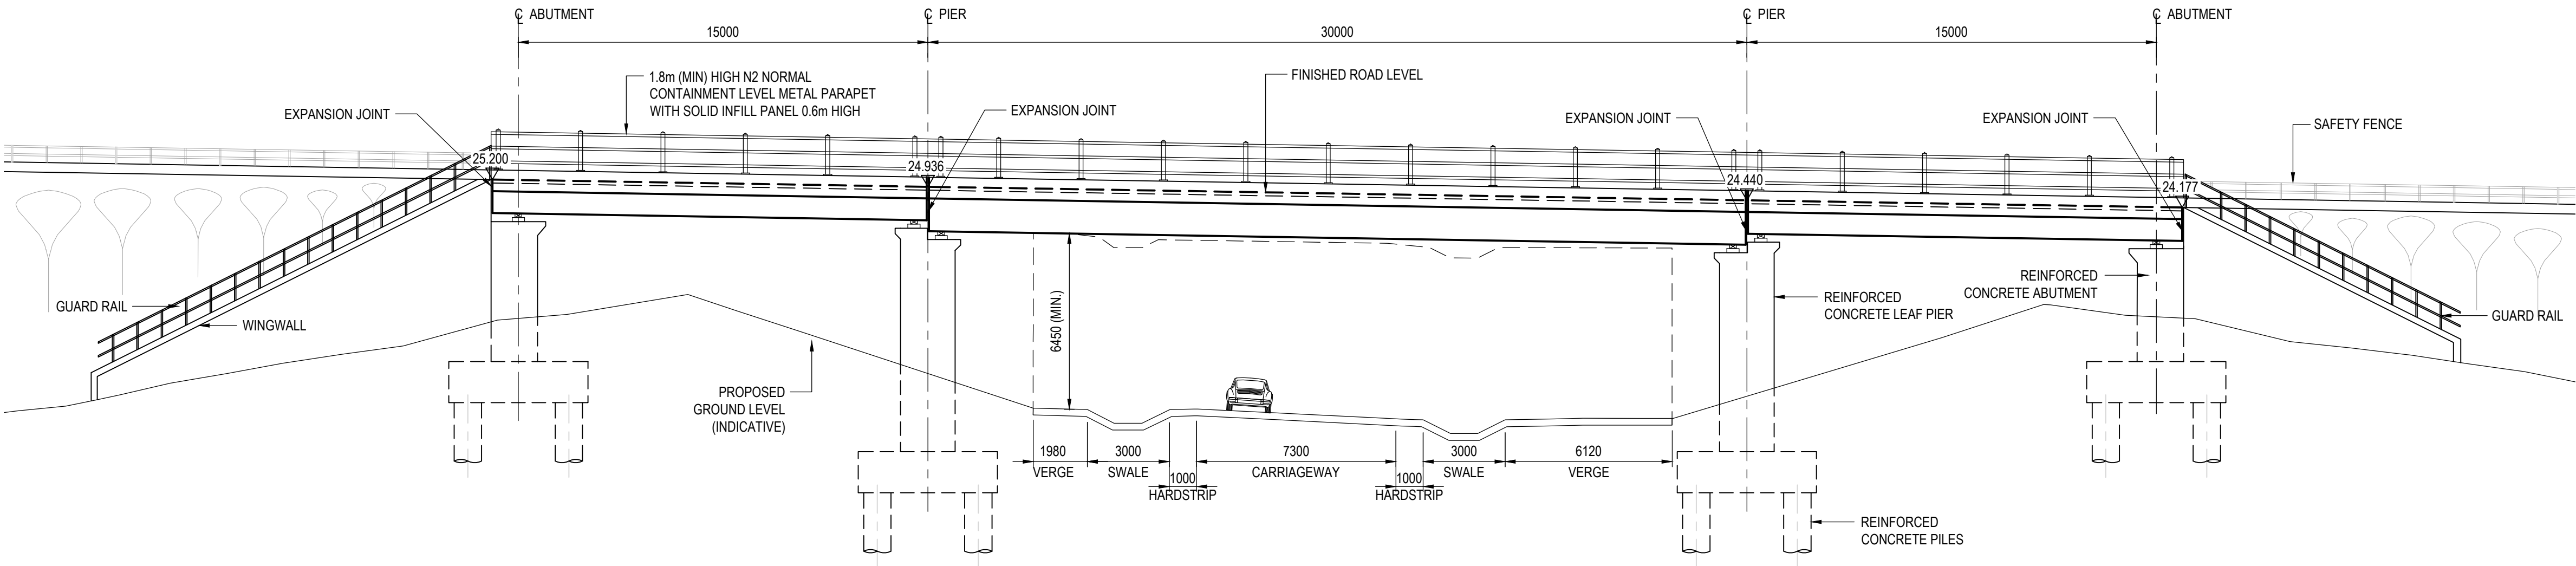 ℄ ABUTMENT
℄ PIER
℄ PIER
℄ ABUTMENT
15000
30000
15000
1.8m (MIN) HIGH N2 NORMAL
CONTAINMENT LEVEL METAL PARAPET
WITH SOLID INFILL PANEL 0.6m HIGH
FINISHED ROAD LEVEL
EXPANSION JOINT
EXPANSION JOINT
EXPANSION JOINT
EXPANSION JOINT
SAFETY FENCE
25.200
24.936
24.440
24.177
GUARD RAIL
WINGWALL
6450 (MIN.)
REINFORCED
CONCRETE LEAF PIER
REINFORCED
CONCRETE ABUTMENT
GUARD RAIL
PROPOSED
GROUND LEVEL
(INDICATIVE)
1980
VERGE
3000
SWALE
1000
HARDSTRIP
7300
CARRIAGEWAY
1000
HARDSTRIP
3000
SWALE
6120
VERGE
REINFORCED
CONCRETE PILES